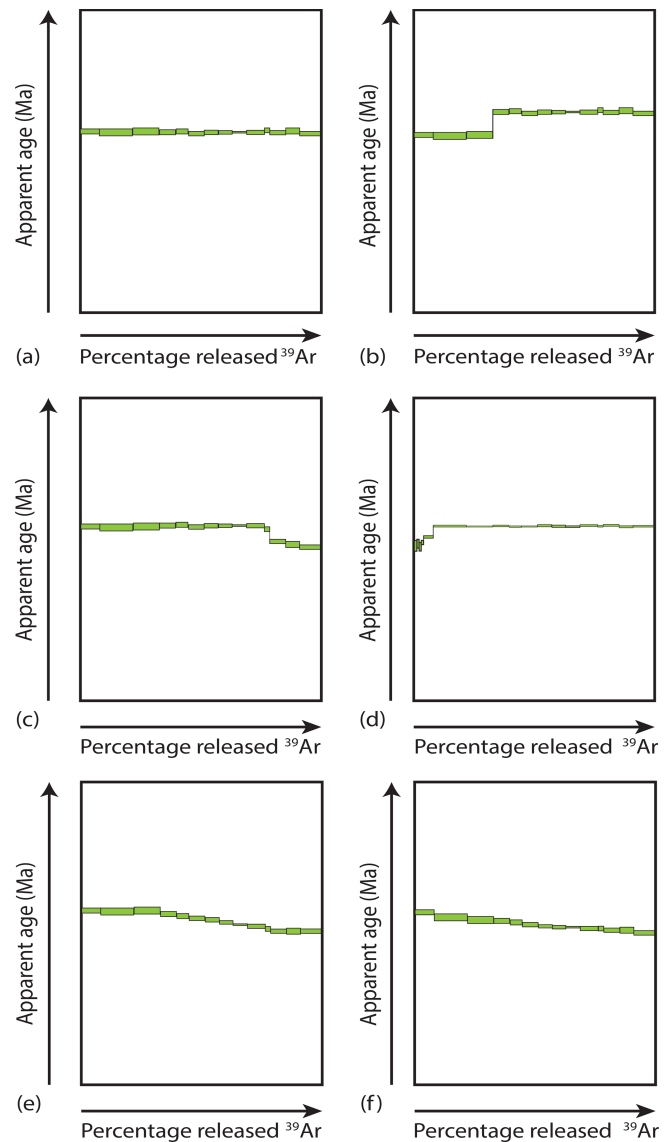 Apparent age (Ma)
Apparent age (Ma)
(a) Percentage released ³⁹Ar
(b) Percentage released ³⁹Ar
Apparent age (Ma)
Apparent age (Ma)
(c) Percentage released ³⁹Ar
(d) Percentage released ³⁹Ar
Apparent age (Ma)
Apparent age (Ma)
(e) Percentage released ³⁹Ar
(f) Percentage released ³⁹Ar